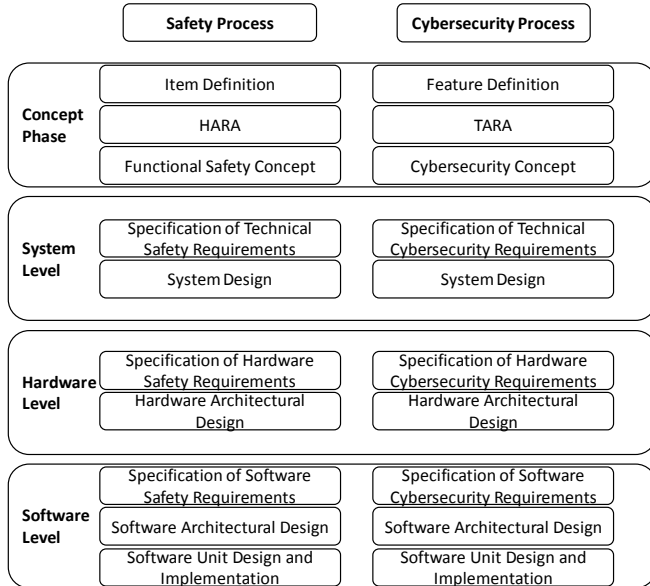 Safety Process
Cybersecurity Process
Concept
Phase
Item Definition
Feature Definition
HARA
TARA
Functional Safety Concept
Cybersecurity Concept
System
Level
Specification of Technical
Safety Requirements
Specification of Technical
Cybersecurity Requirements
System Design
System Design
Hardware
Level
Specification of Hardware
Safety Requirements
Specification of Hardware
Cybersecurity Requirements
Hardware Architectural
Design
Hardware Architectural
Design
Software
Level
Specification of Software
Safety Requirements
Specification of Software
Cybersecurity Requirements
Software Architectural Design
Software Architectural Design
Software Unit Design and
Implementation
Software Unit Design and
Implementation